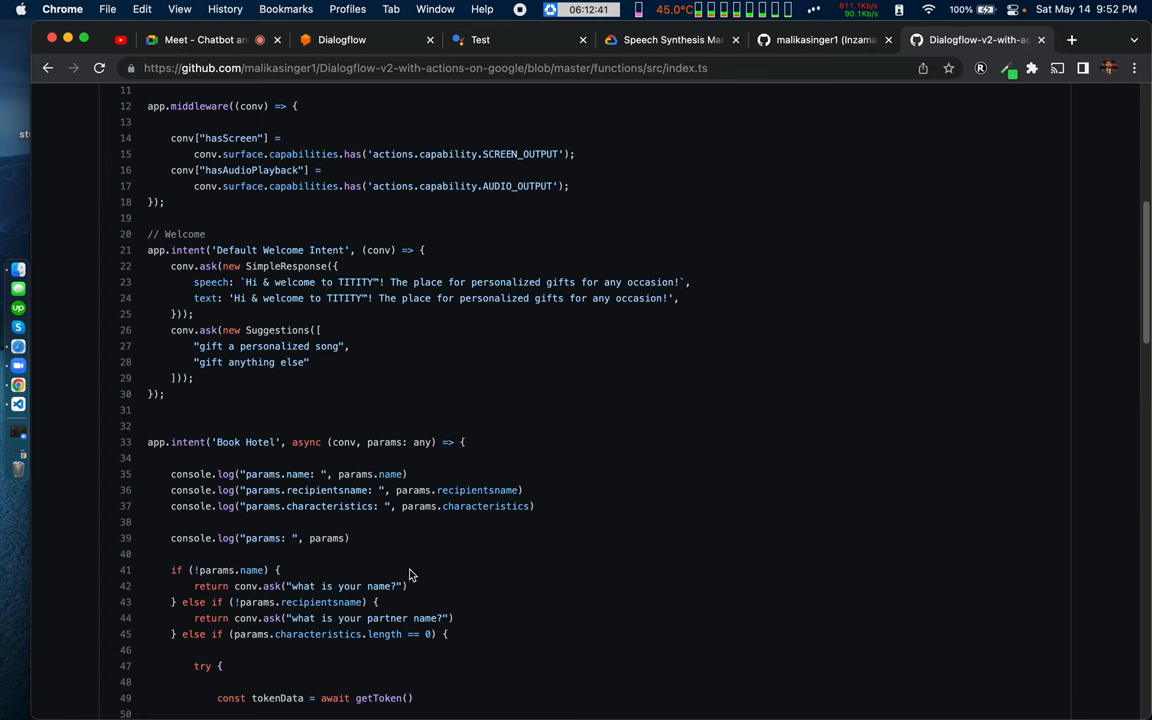 Chrome File Edit View History Bookmarks Profiles Tab Window Help 06:12:41 45.0°C 811.1KB/s 90.1KB/s 100% Sat May 14 9:52 PM
Meet - Chatbot an Dialogflow Test Speech Synthesis Mar malikasinger1 (Inzama Dialogflow-v2-with-ac
https://github.com/malikasinger1/Dialogflow-v2-with-actions-on-google/blob/master/functions/src/index.ts
11
12 app.middleware((conv) => {
13
14 conv["hasScreen"] =
15 conv.surface.capabilities.has('actions.capability.SCREEN_OUTPUT');
16 conv["hasAudioPlayback"] =
17 conv.surface.capabilities.has('actions.capability.AUDIO_OUTPUT');
18 });
19
20 // Welcome
21 app.intent('Default Welcome Intent', (conv) => {
22 conv.ask(new SimpleResponse({
23 speech: `Hi & welcome to TITITY™! The place for personalized gifts for any occasion!`,
24 text: 'Hi & welcome to TITITY™! The place for personalized gifts for any occasion!',
25 }));
26 conv.ask(new Suggestions([
27 "gift a personalized song",
28 "gift anything else"
29 ]));
30 });
31
32
33 app.intent('Book Hotel', async (conv, params: any) => {
34
35 console.log("params.name: ", params.name)
36 console.log("params.recipientsname: ", params.recipientsname)
37 console.log("params.characteristics: ", params.characteristics)
38
39 console.log("params: ", params)
40
41 if (!params.name) {
42 return conv.ask("what is your name?")
43 } else if (!params.recipientsname) {
44 return conv.ask("what is your partner name?")
45 } else if (params.characteristics.length == 0) {
46
47 try {
48
49 const tokenData = await getToken()
50
st
up